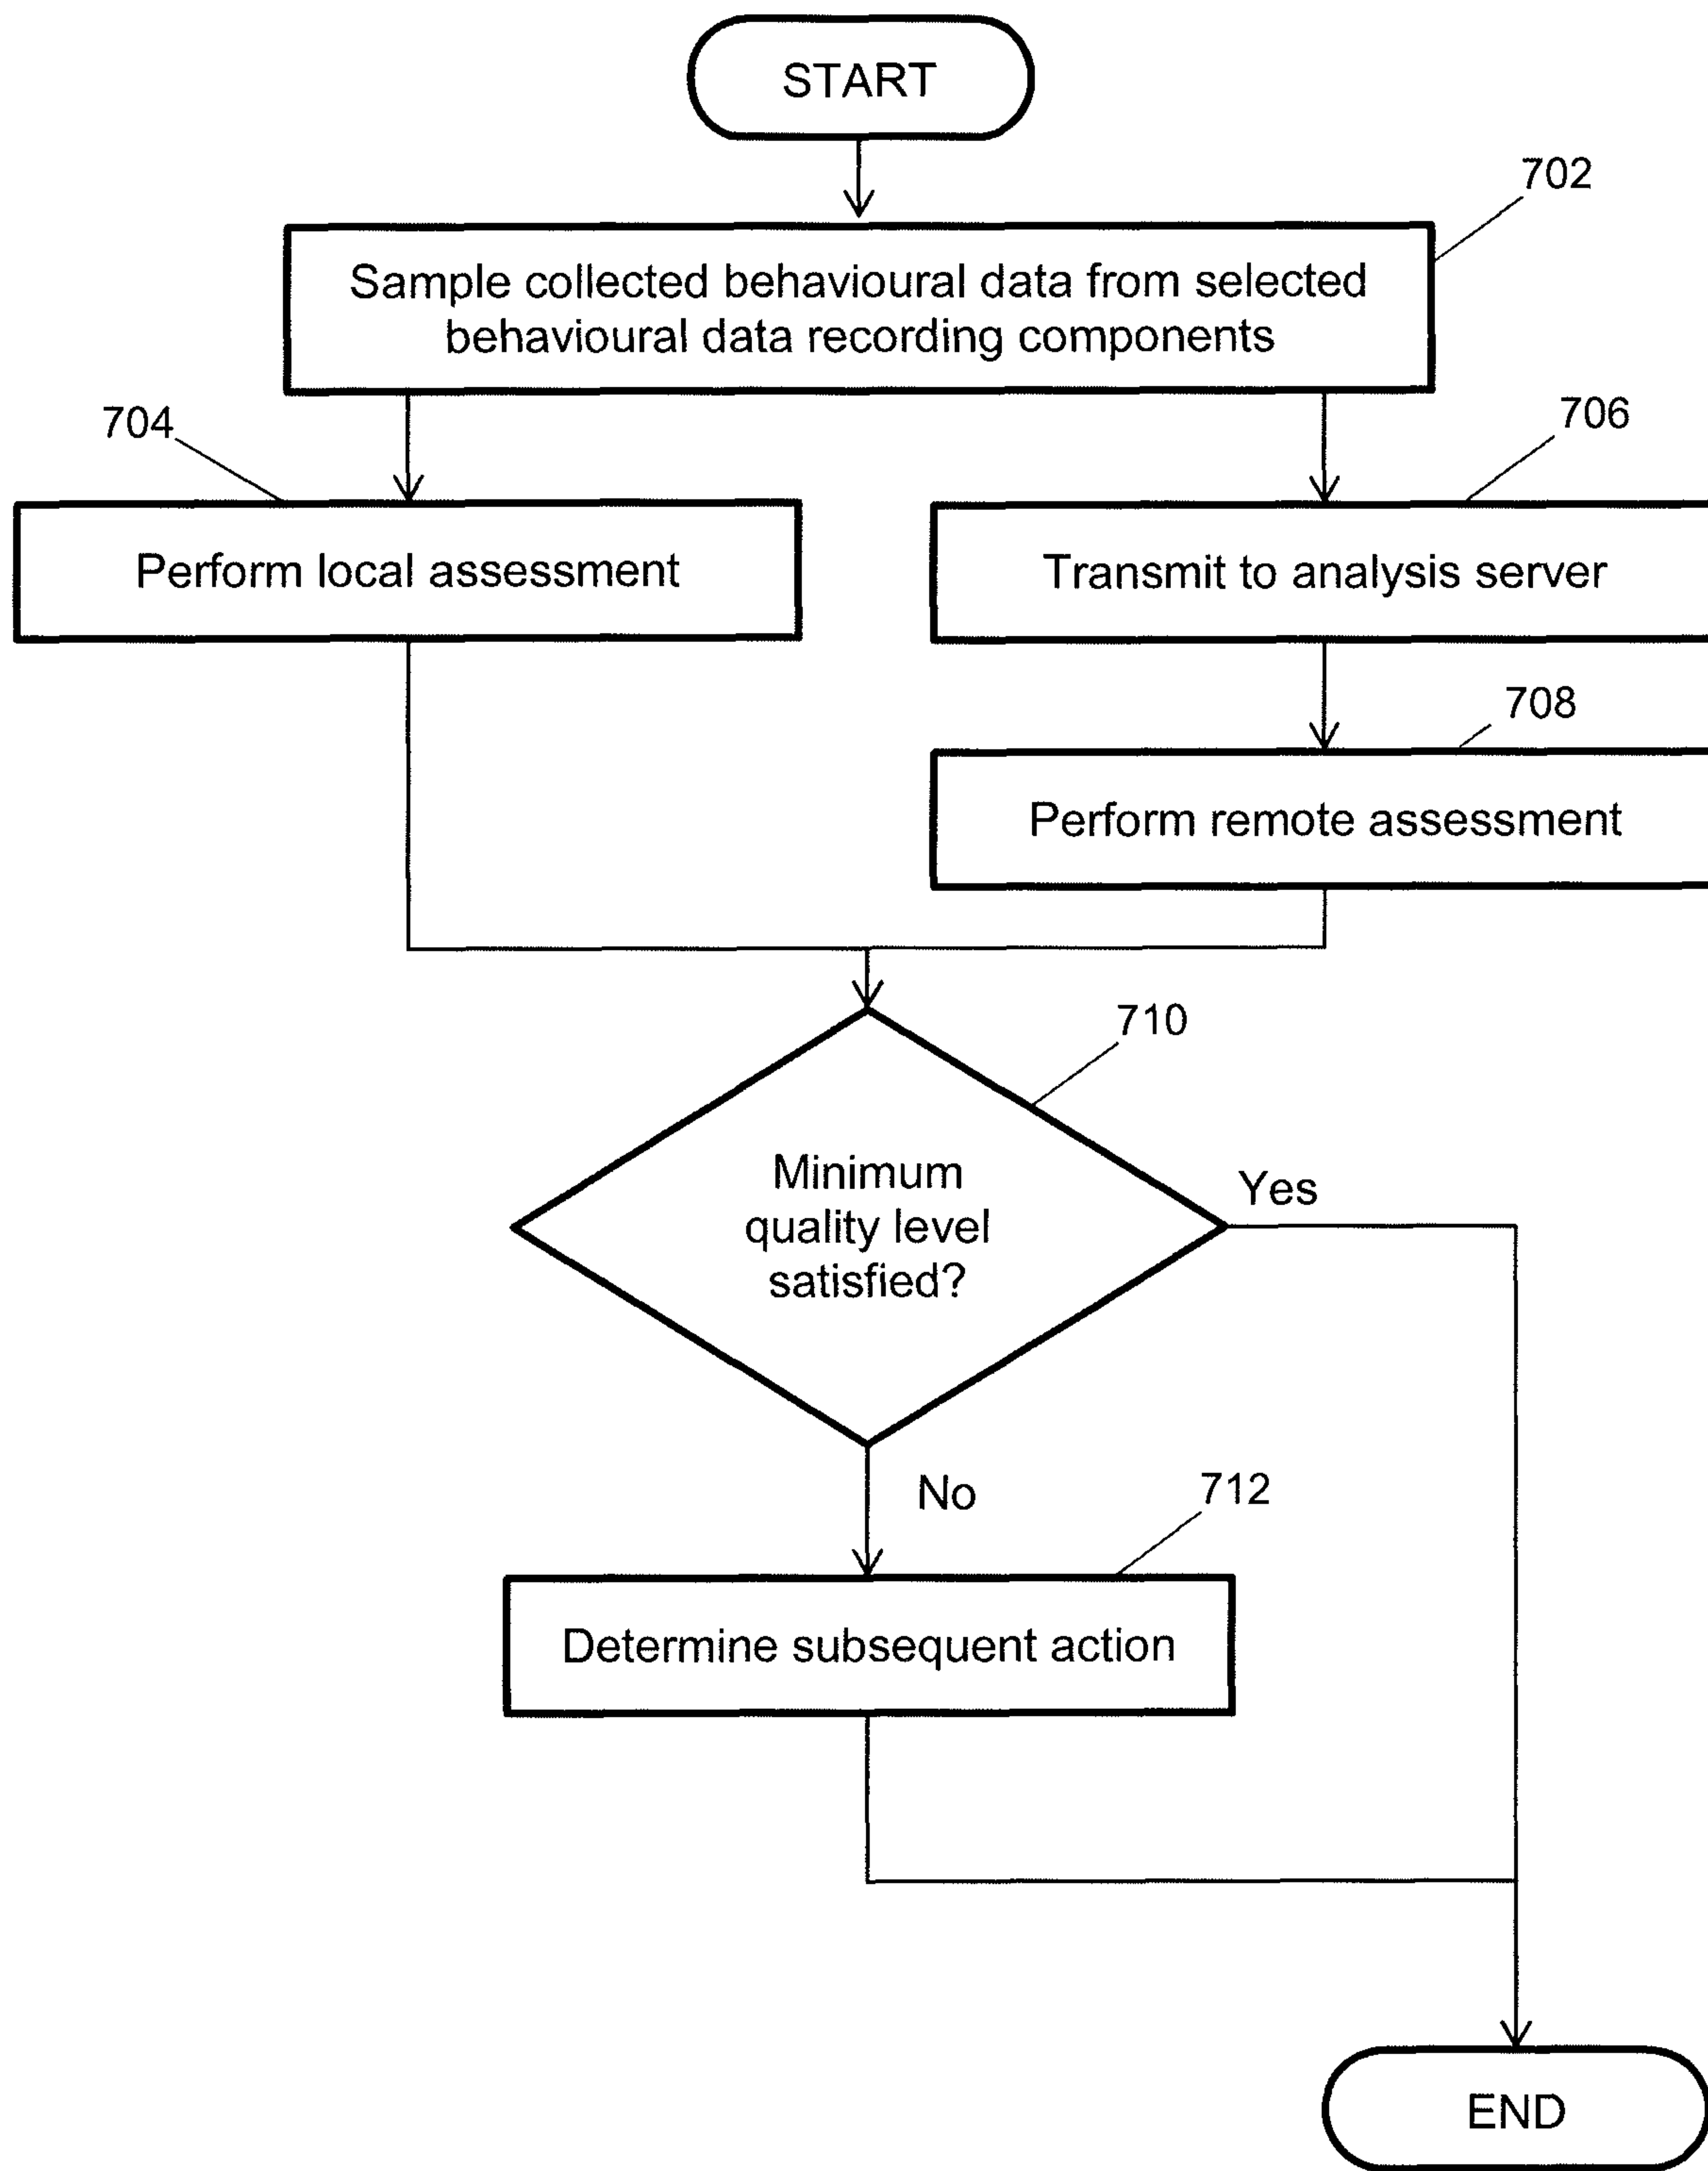 START
702
Sample collected behavioural data from selected
behavioural data recording components
704
706
Perform local assessment
Transmit to analysis server
708
Perform remote assessment
710
Minimum
quality level
satisfied?
Yes
No
712
Determine subsequent action
END